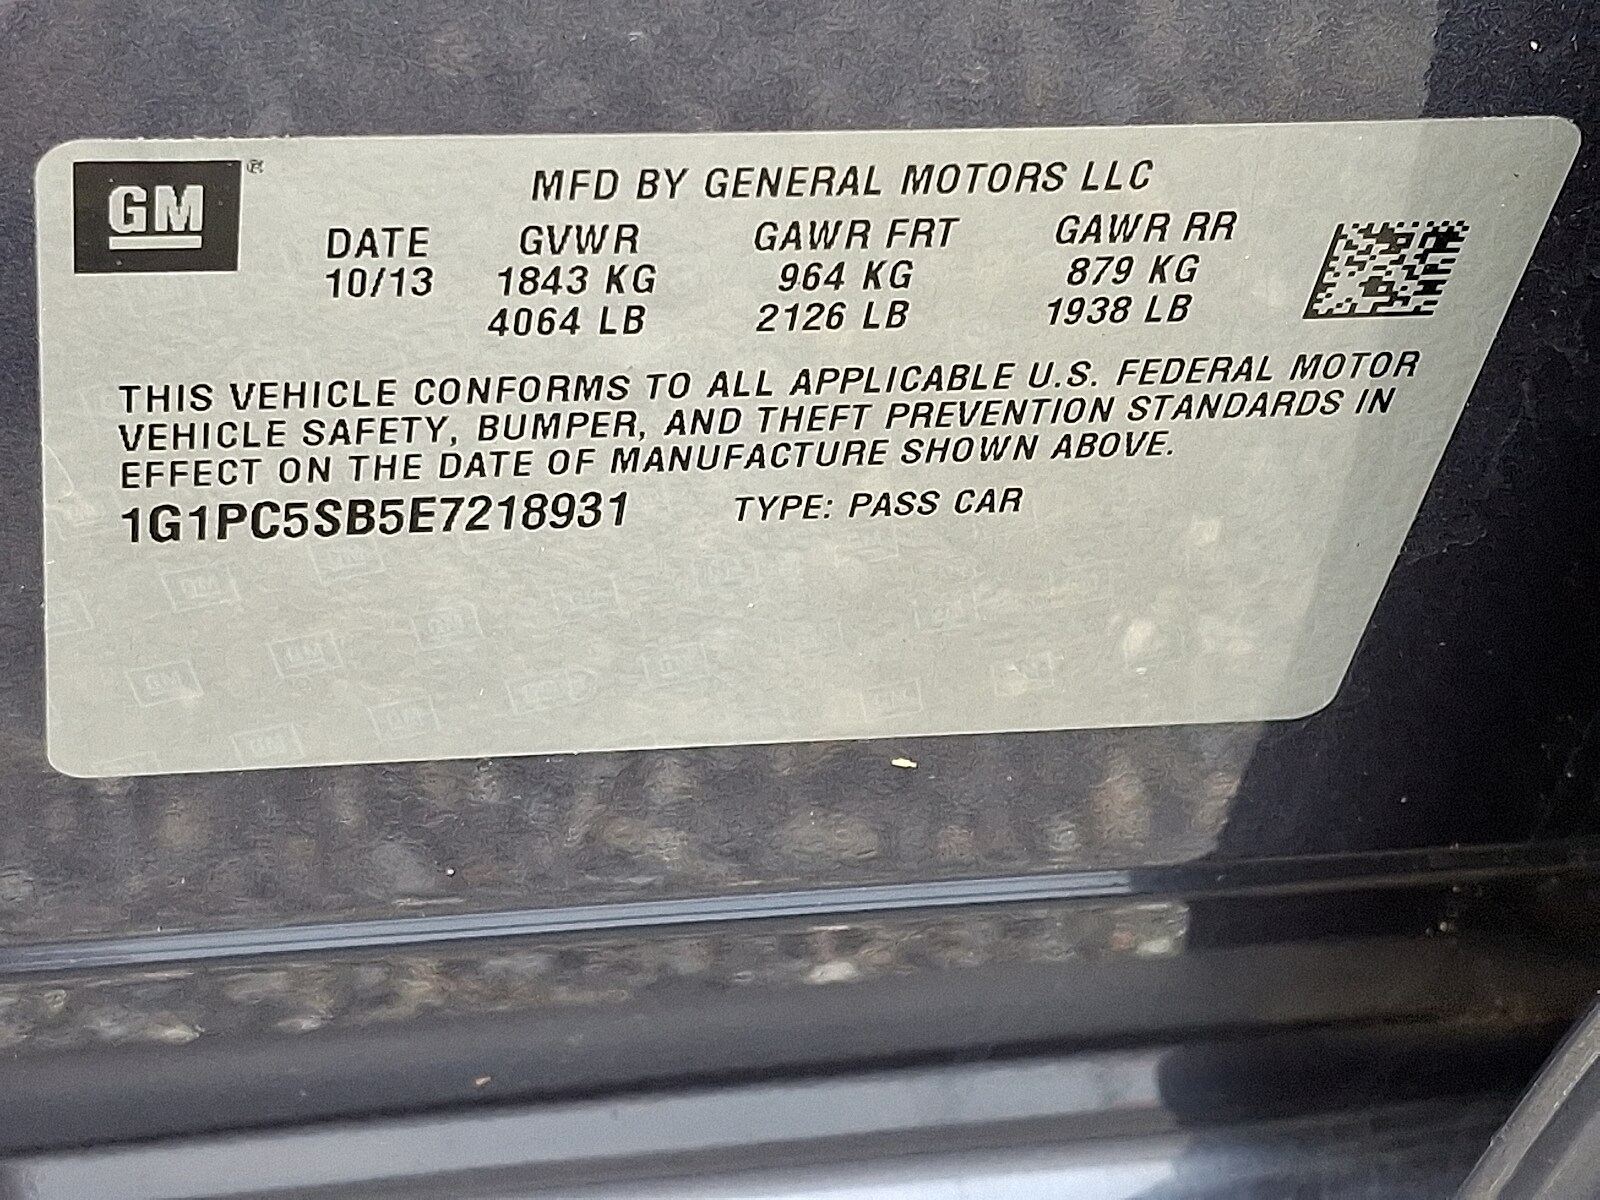 GM ®
MFD BY GENERAL MOTORS LLC
DATE GVWR GAWR FRT GAWR RR
10/13 1843 KG 964 KG 879 KG
4064 LB 2126 LB 1938 LB
THIS VEHICLE CONFORMS TO ALL APPLICABLE U.S. FEDERAL MOTOR
VEHICLE SAFETY, BUMPER, AND THEFT PREVENTION STANDARDS IN
EFFECT ON THE DATE OF MANUFACTURE SHOWN ABOVE.
1G1PC5SB5E7218931 TYPE: PASS CAR